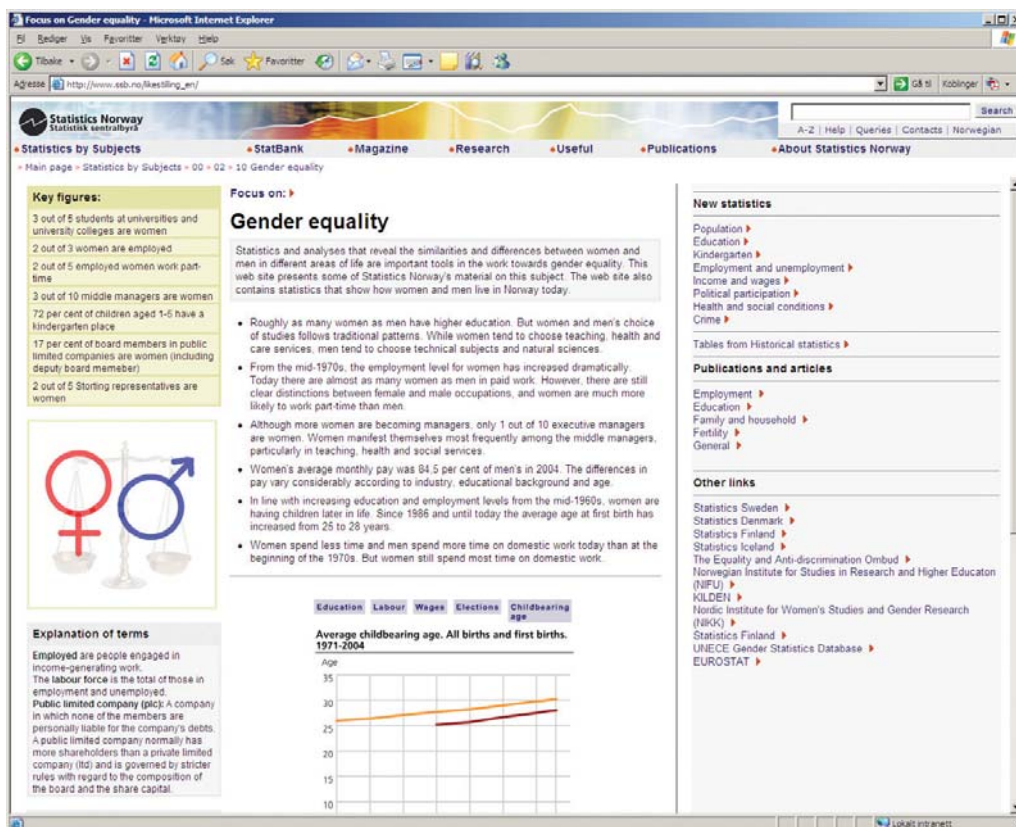 Focus on Gender equality - Microsoft Internet Explorer
Fil Rediger Vis Favoritter Verktøy Hjelp
Tilbake Søk Favoritter
Adresse http://www.ssb.no/likestilling_en/ Gå til Koblinger
Statistics Norway
Statistisk sentralbyrå
Search
A-Z | Help | Queries | Contacts | Norwegian
Statistics by Subjects StatBank Magazine Research Useful Publications About Statistics Norway
Main page » Statistics by Subjects » 00 » 02 » 10 Gender equality
Key figures:
3 out of 5 students at universities and
university colleges are women
2 out of 3 women are employed
2 out of 5 employed women work part-
time
3 out of 10 middle managers are women
72 per cent of children aged 1-5 have a
kindergarten place
17 per cent of board members in public
limited companies are women (including
deputy board memeber)
2 out of 5 Storting representatives are
women
Explanation of terms
Employed are people engaged in
income-generating work.
The labour force is the total of those in
employment and unemployed.
Public limited company (plc): A company
in which none of the members are
personally liable for the company's debts.
A public limited company normally has
more shareholders than a private limited
company (ltd) and is governed by stricter
rules with regard to the composition of
the board and the share capital.
Focus on:
Gender equality
Statistics and analyses that reveal the similarities and differences between women and
men in different areas of life are important tools in the work towards gender equality. This
web site presents some of Statistics Norway's material on this subject. The web site also
contains statistics that show how women and men live in Norway today.
• Roughly as many women as men have higher education. But women and men's choice
of studies follows traditional patterns. While women tend to choose teaching, health and
care services, men tend to choose technical subjects and natural sciences.
• From the mid-1970s, the employment level for women has increased dramatically.
Today there are almost as many women as men in paid work. However, there are still
clear distinctions between female and male occupations, and women are much more
likely to work part-time than men.
• Although more women are becoming managers, only 1 out of 10 executive managers
are women. Women manifest themselves most frequently among the middle managers,
particularly in teaching, health and social services.
• Women's average monthly pay was 84.5 per cent of men's in 2004. The differences in
pay vary considerably according to industry, educational background and age.
• In line with increasing education and employment levels from the mid-1960s, women are
having children later in life. Since 1986 and until today the average age at first birth has
increased from 25 to 28 years.
• Women spend less time and men spend more time on domestic work today than at the
beginning of the 1970s. But women still spend most time on domestic work.
Education Labour Wages Elections Childbearing
age
Average childbearing age. All births and first births.
1971-2004
Age
35
30
25
20
15
10
New statistics
Population
Education
Kindergarten
Employment and unemployment
Income and wages
Political participation
Health and social conditions
Crime
Tables from Historical statistics
Publications and articles
Employment
Education
Family and household
Fertility
General
Other links
Statistics Sweden
Statistics Denmark
Statistics Finland
Statistics Iceland
The Equality and Anti-discrimination Ombud
Norwegian Institute for Studies in Research and Higher Educaton
(NIFU)
KILDEN
Nordic Institute for Women's Studies and Gender Research
(NIKK)
Statistics Finland
UNECE Gender Statistics Database
EUROSTAT
Lokalt intranett